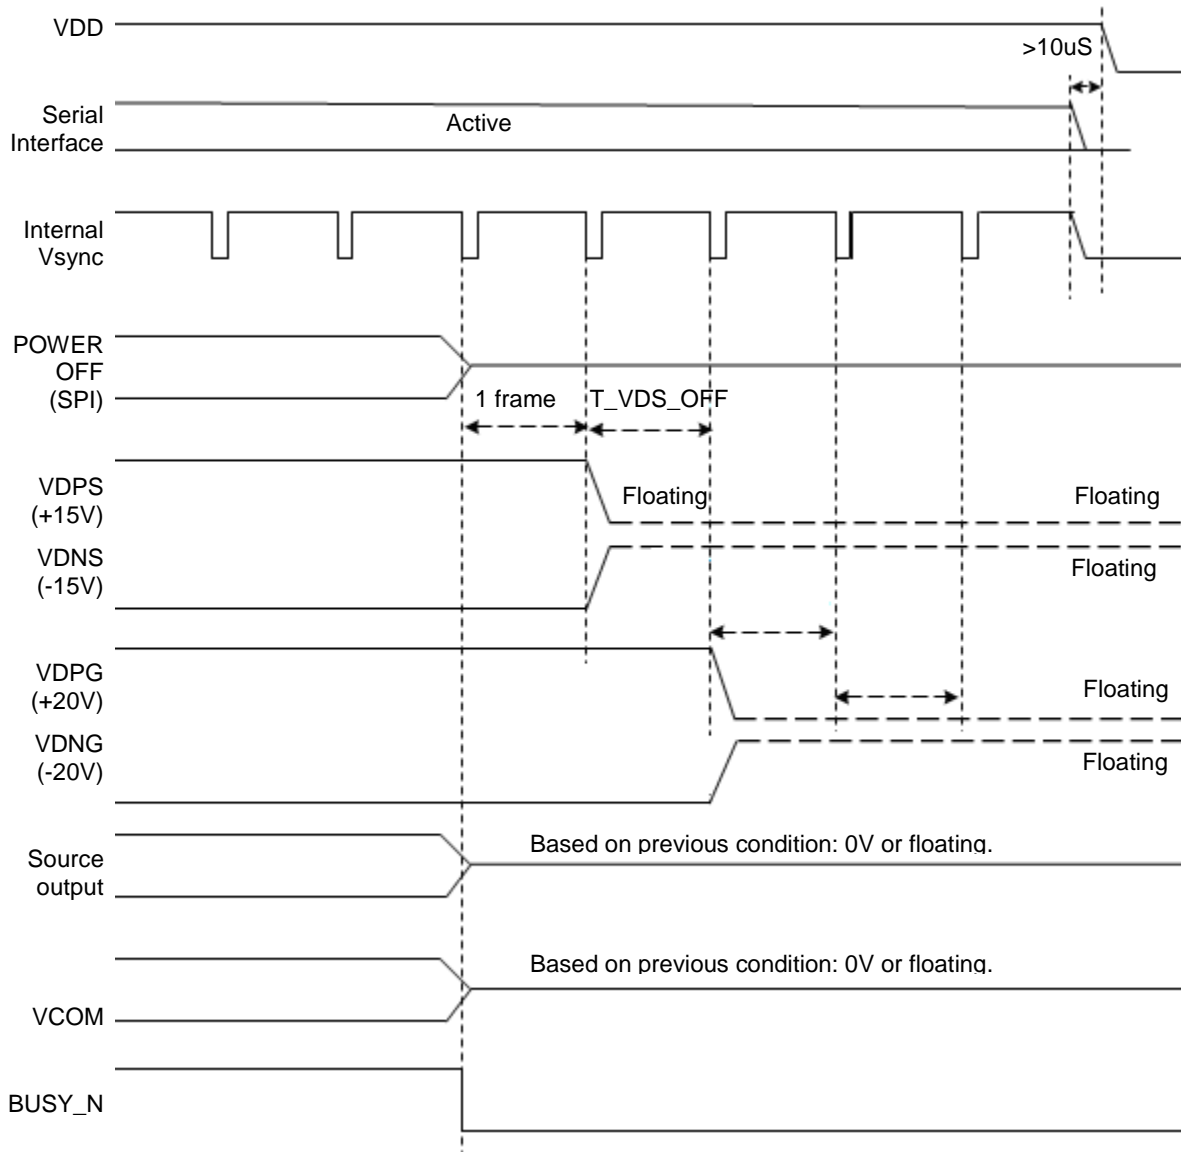 VDD
>10uS
Serial
Interface
Active
Internal
Vsync
POWER
OFF
(SPI)
1 frame
T_VDS_OFF
VDPS
(+15V)
Floating
Floating
VDNS
(-15V)
Floating
VDPG
(+20V)
Floating
VDNG
(-20V)
Floating
Source
output
Based on previous condition: 0V or floating.
Based on previous condition: 0V or floating.
VCOM
BUSY_N